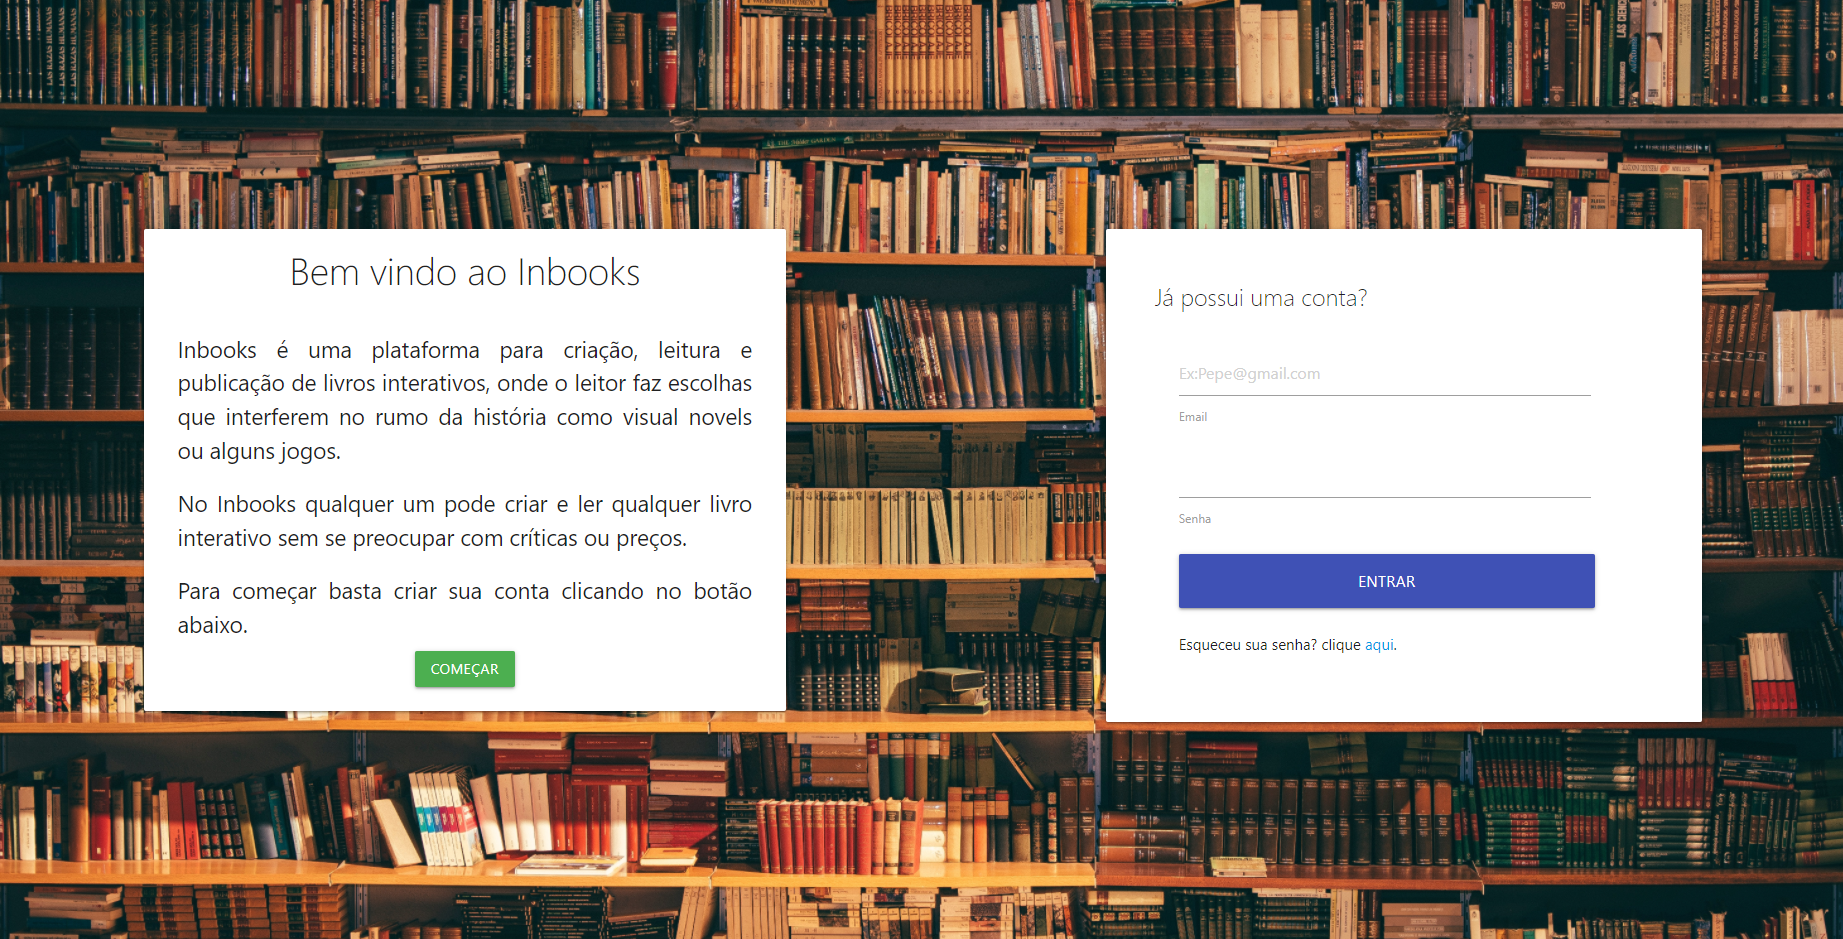 Bem vindo ao Inbooks
Inbooks é uma plataforma para criação, leitura e
publicação de livros interativos, onde o leitor faz escolhas
que interferem no rumo da história como visual novels
ou alguns jogos.
No Inbooks qualquer um pode criar e ler qualquer livro
interativo sem se preocupar com críticas ou preços.
Para começar basta criar sua conta clicando no botão
abaixo.
COMEÇAR
Já possui uma conta?
Ex:Pepe@gmail.com
Email
Senha
ENTRAR
Esqueceu sua senha? clique aqui.